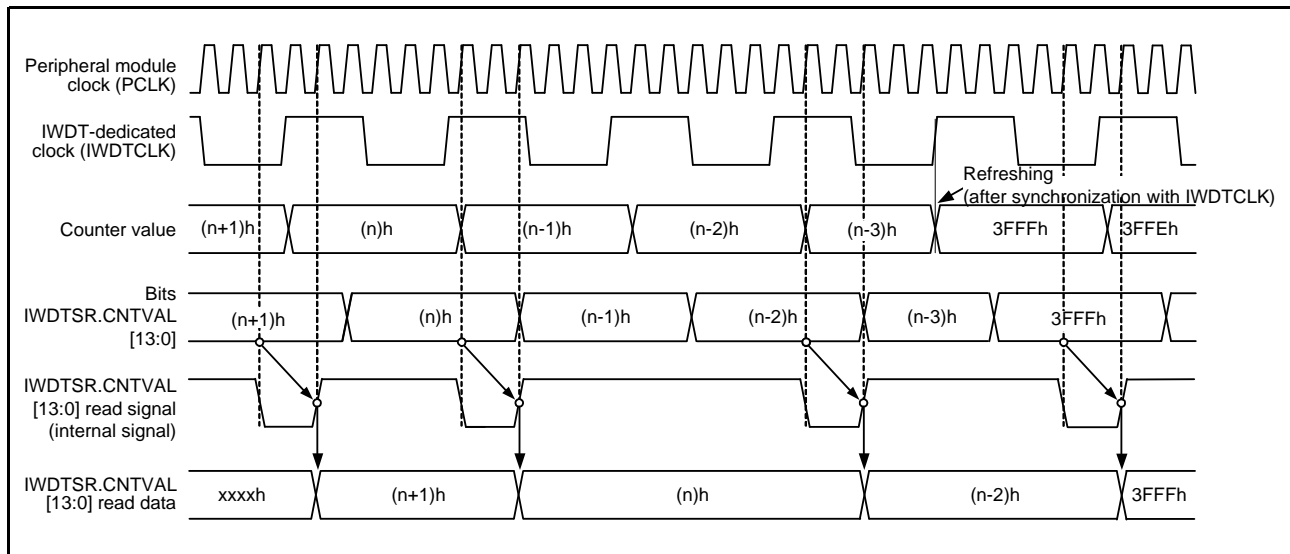 Peripheral module
clock (PCLK)
IWDT-dedicated
clock (IWDTCLK)
Refreshing
(after synchronization with IWDTCLK)
Counter value
(n+1)h
(n)h
(n-1)h
(n-2)h
(n-3)h
3FFFh
3FFEh
Bits
IWDTSR.CNTVAL
[13:0]
(n+1)h
(n)h
(n-1)h
(n-2)h
(n-3)h
3FFFh
IWDTSR.CNTVAL
[13:0] read signal
(internal signal)
IWDTSR.CNTVAL
[13:0] read data
xxxxh
(n+1)h
(n)h
(n-2)h
3FFFh